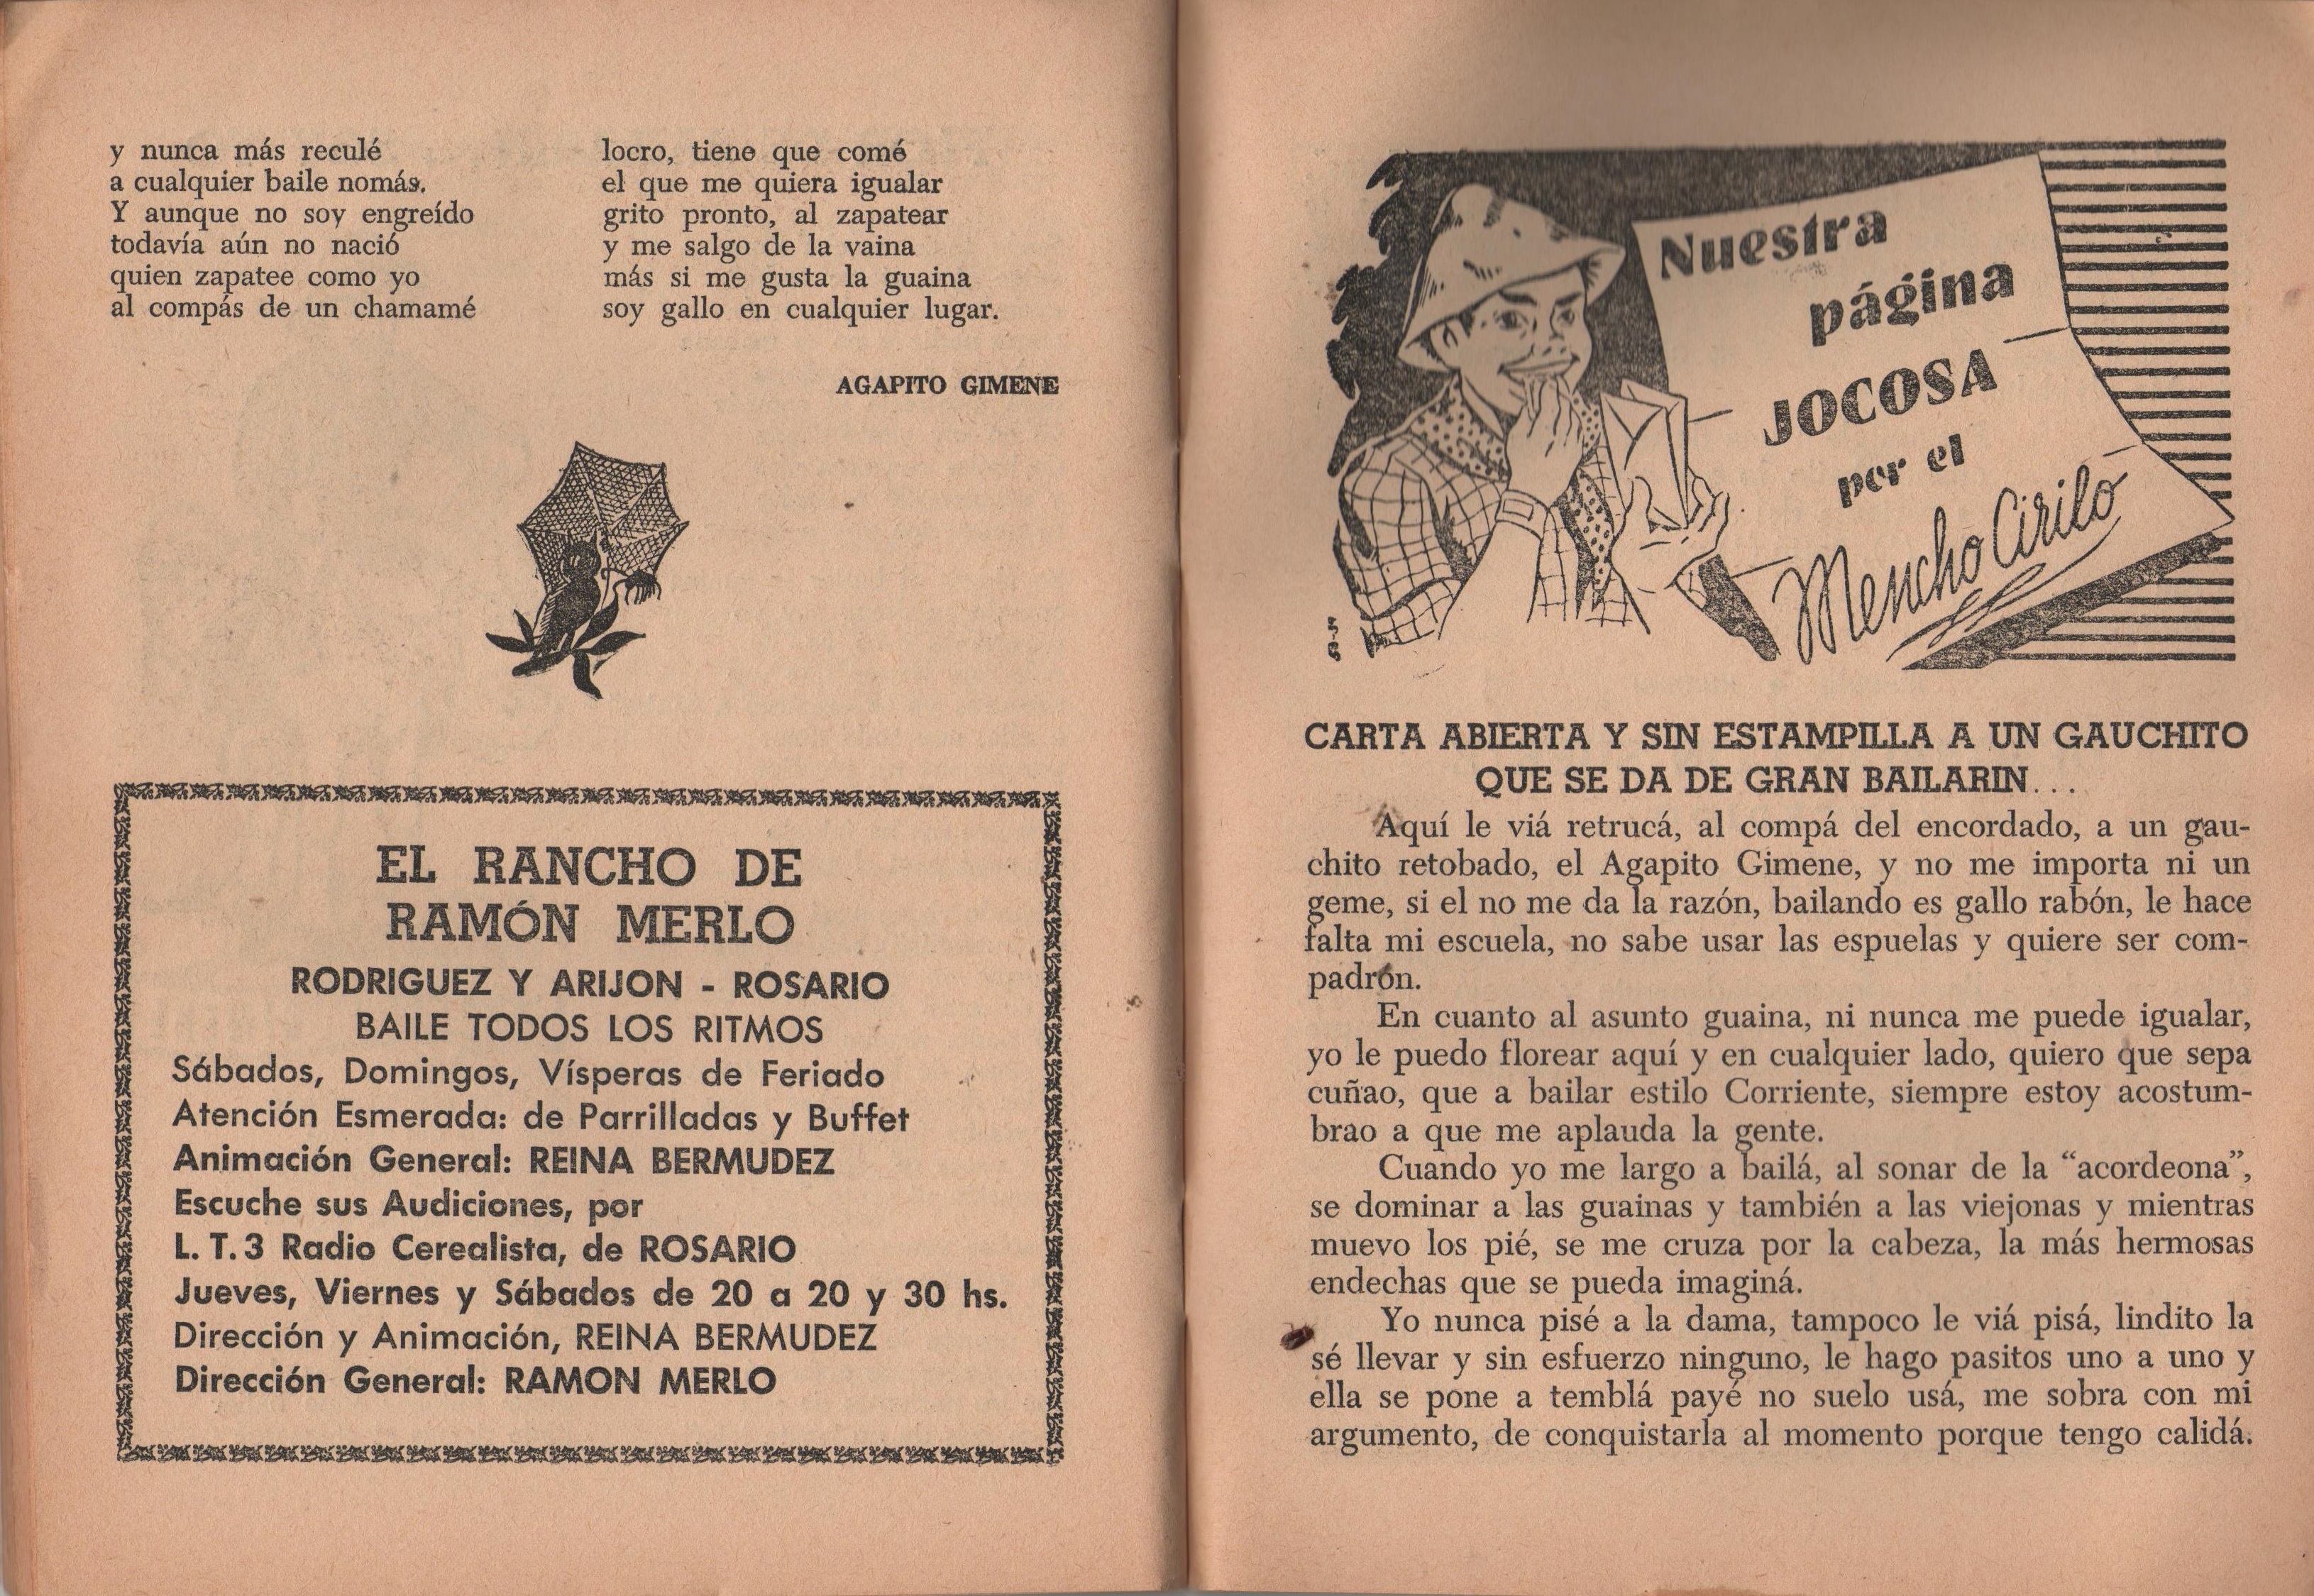 y nunca más reculé
a cualquier baile nomás.
Y aunque no soy engreído
todavía aún no nació
quien zapatee como yo
al compás de un chamamé
locro, tiene que comé
el que me quiera igualar
grito pronto, al zapatear
y me salgo de la vaina
más si me gusta la guaina
soy gallo en cualquier lugar.
AGAPITO GIMENE
EL RANCHO DE
RAMÓN MERLO
RODRIGUEZ Y ARIJON - ROSARIO
BAILE TODOS LOS RITMOS
Sábados, Domingos, Vísperas de Feriado
Atención Esmerada: de Parrilladas y Buffet
Animación General: REINA BERMUDEZ
Escuche sus Audiciones, por
L. T. 3 Radio Cerealista, de ROSARIO
Jueves, Viernes y Sábados de 20 a 20 y 30 hs.
Dirección y Animación, REINA BERMUDEZ
Dirección General: RAMON MERLO
Nuestra
página
JOCOSA
por el
Mencho Cirilo
CARTA ABIERTA Y SIN ESTAMPILLA A UN GAUCHITO
QUE SE DA DE GRAN BAILARIN...
Aquí le viá retrucá, al compá del encordado, a un gau-
chito retobado, el Agapito Gimene, y no me importa ni un
geme, si el no me da la razón, bailando es gallo rabón, le hace
falta mi escuela, no sabe usar las espuelas y quiere ser com-
padrón.
En cuanto al asunto guaina, ni nunca me puede igualar,
yo le puedo florear aquí y en cualquier lado, quiero que sepa
cuñao, que a bailar estilo Corriente, siempre estoy acostum-
brao a que me aplauda la gente.
Cuando yo me largo a bailá, al sonar de la "acordeona",
se dominar a las guainas y también a las viejonas y mientras
muevo los pié, se me cruza por la cabeza, la más hermosas
endechas que se pueda imaginá.
Yo nunca pisé a la dama, tampoco le viá pisá, lindito la
sé llevar y sin esfuerzo ninguno, le hago pasitos uno a uno y
ella se pone a temblá payé no suelo usá, me sobra con mi
argumento, de conquistarla al momento porque tengo calidá.